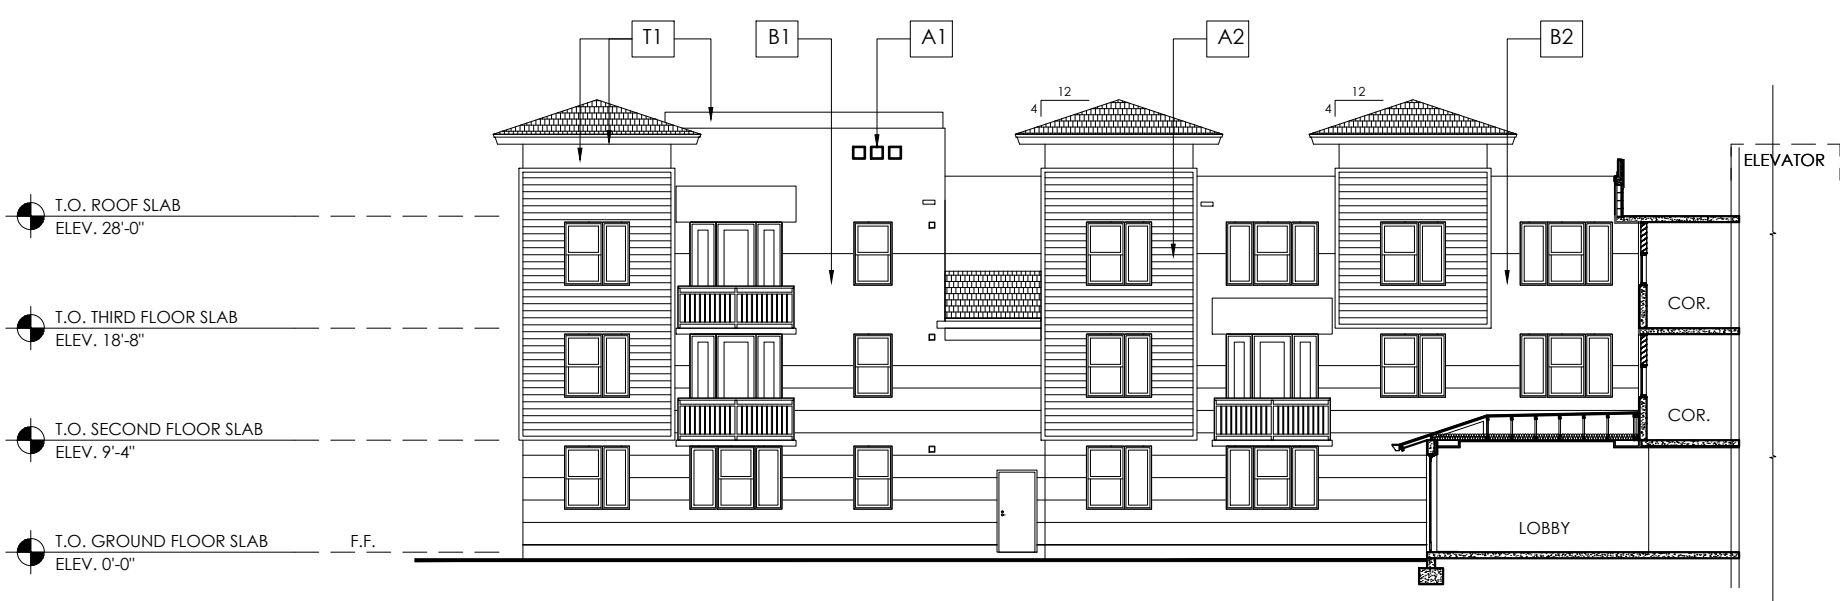 T1
B1
A1
A2
B2
12
4
12
4
ELEVATOR
T.O. ROOF SLAB
ELEV. 28'-0"
T.O. THIRD FLOOR SLAB
ELEV. 18'-8"
COR.
T.O. SECOND FLOOR SLAB
ELEV. 9'-4"
COR.
LOBBY
T.O. GROUND FLOOR SLAB
F.F.
ELEV. 0'-0"